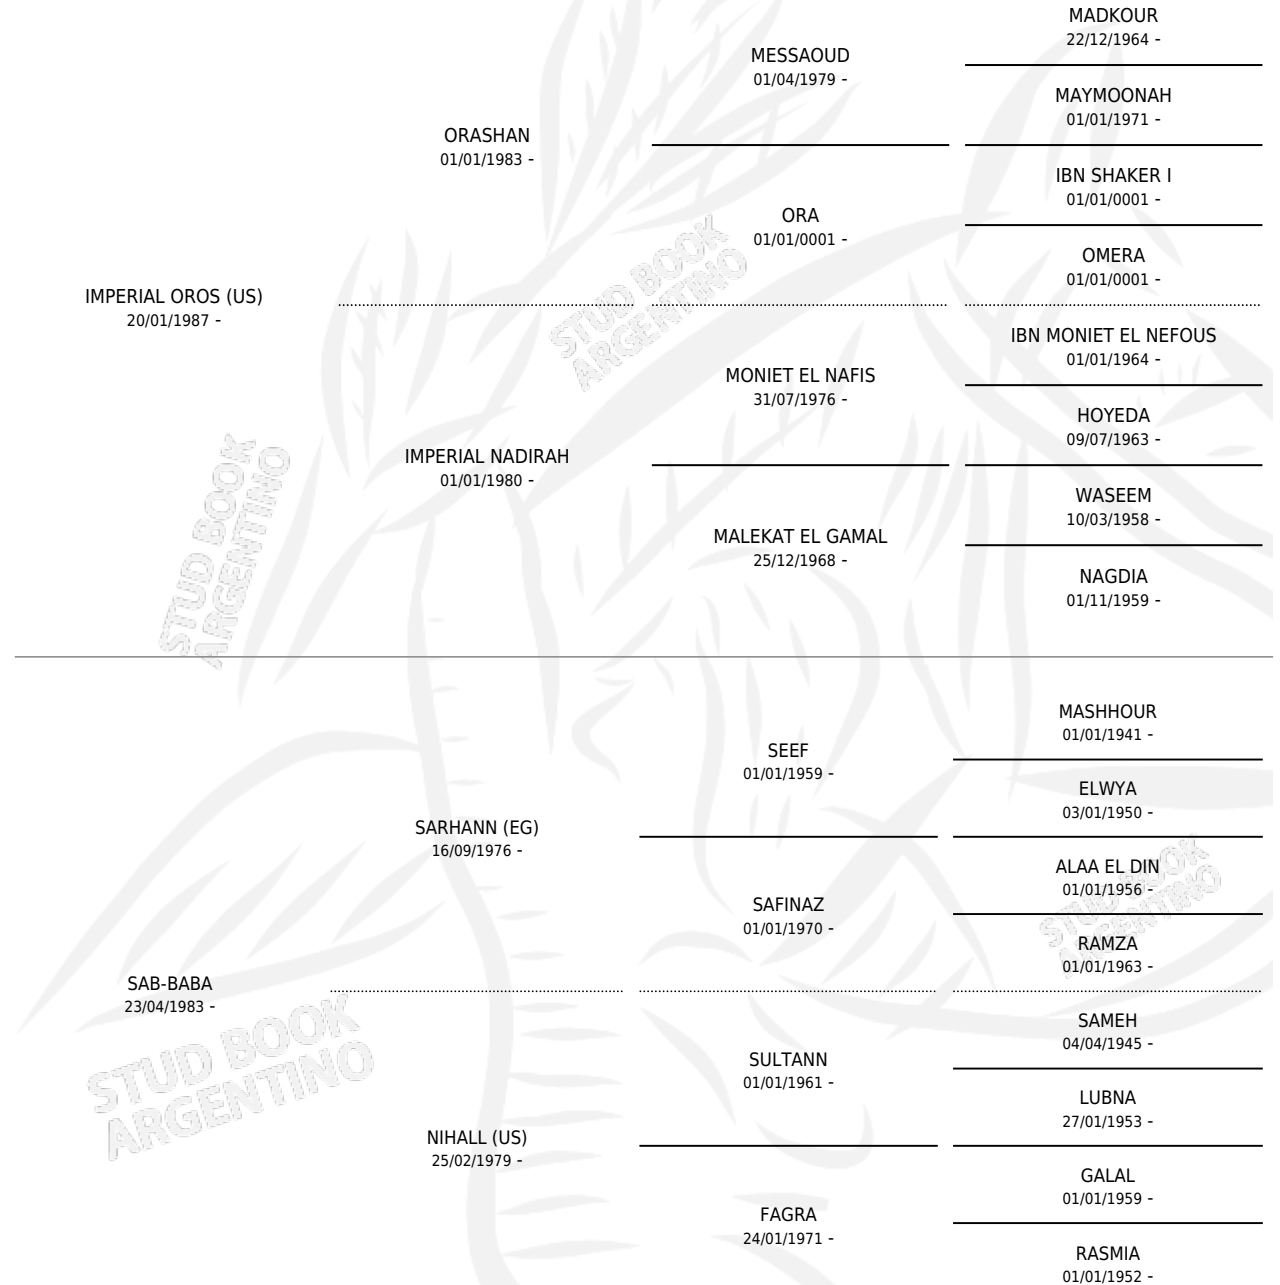 MADKOUR
22/12/1964 -
MESSAOUD
01/04/1979 -
MAYMOONAH
01/01/1971 -
ORASHAN
01/01/1983 -
IBN SHAKER I
01/01/0001 -
ORA
01/01/0001 -
OMERA
01/01/0001 -
IMPERIAL OROS (US)
20/01/1987 -
IBN MONIET EL NEFOUS
01/01/1964 -
MONIET EL NAFIS
31/07/1976 -
HOYEDA
09/07/1963 -
IMPERIAL NADIRAH
01/01/1980 -
WASEEM
10/03/1958 -
MALEKAT EL GAMAL
25/12/1968 -
NAGDIA
01/11/1959 -
STUD BOOK
ARGENTINO
STUD BOOK
ARGENTINO
MASHHOUR
01/01/1941 -
SEEF
01/01/1959 -
ELWYA
03/01/1950 -
SARHANN (EG)
16/09/1976 -
ALAA EL DIN
01/01/1956 -
SAFINAZ
01/01/1970 -
RAMZA
01/01/1963 -
STUD BOOK
ARGENTINO
SAB-BABA
23/04/1983 -
SAMEH
04/04/1945 -
SULTANN
01/01/1961 -
LUBNA
27/01/1953 -
NIHALL (US)
25/02/1979 -
GALAL
01/01/1959 -
FAGRA
24/01/1971 -
RASMIA
01/01/1952 -
STUD BOOK
ARGENTINO